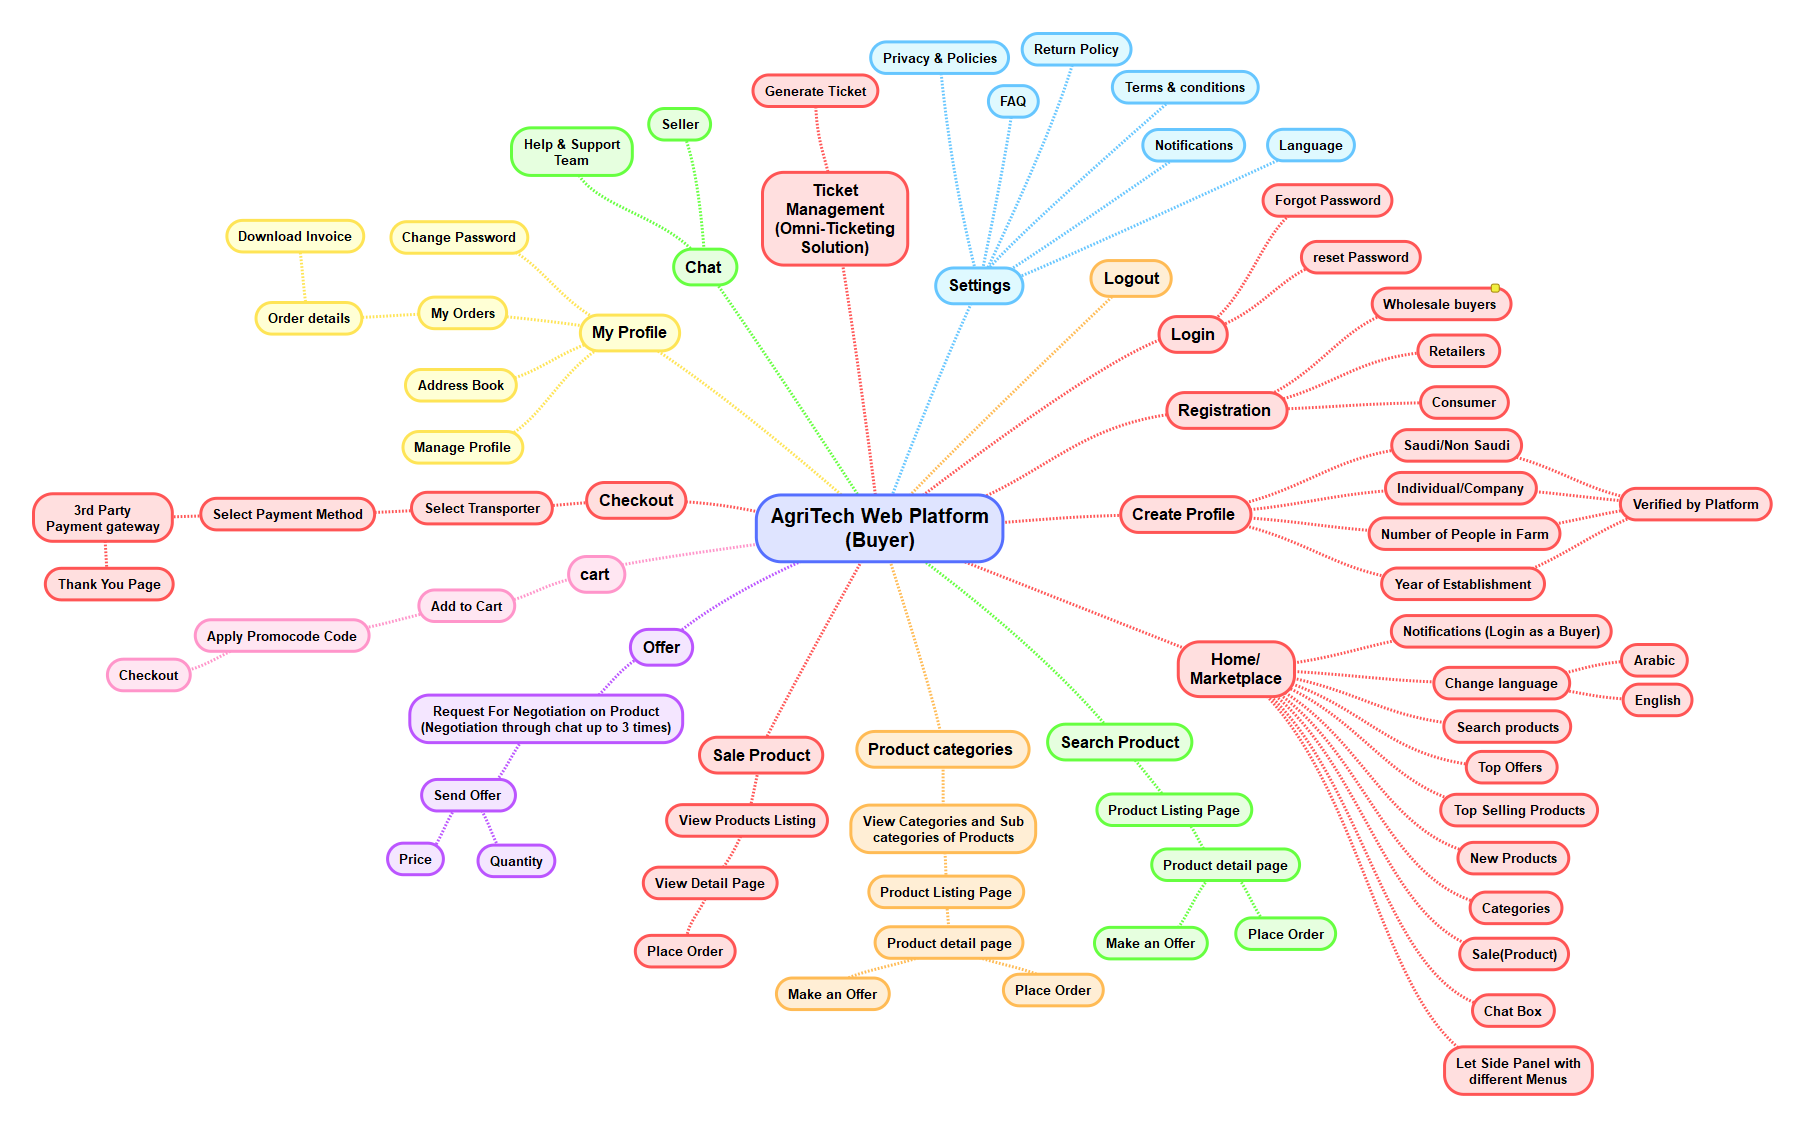 AgriTech Web Platform
(Buyer)
Privacy & Policies
Return Policy
FAQ
Terms & conditions
Notifications
Language
Settings
Generate Ticket
Ticket
Management
(Omni-Ticketing
Solution)
Seller
Help & Support
Team
Chat
Download Invoice
Change Password
Order details
My Orders
My Profile
Address Book
Manage Profile
3rd Party
Payment gateway
Select Payment Method
Select Transporter
Checkout
Thank You Page
cart
Add to Cart
Apply Promocode Code
Checkout
Offer
Request For Negotiation on Product
(Negotiation through chat up to 3 times)
Send Offer
Price
Quantity
Sale Product
View Products Listing
View Detail Page
Place Order
Product categories
View Categories and Sub
categories of Products
Product Listing Page
Product detail page
Make an Offer
Place Order
Search Product
Product Listing Page
Product detail page
Make an Offer
Place Order
Logout
Login
Forgot Password
reset Password
Registration
Wholesale buyers
Retailers
Consumer
Create Profile
Saudi/Non Saudi
Individual/Company
Number of People in Farm
Year of Establishment
Verified by Platform
Home/
Marketplace
Notifications (Login as a Buyer)
Change language
Arabic
English
Search products
Top Offers
Top Selling Products
New Products
Categories
Sale(Product)
Chat Box
Let Side Panel with
different Menus